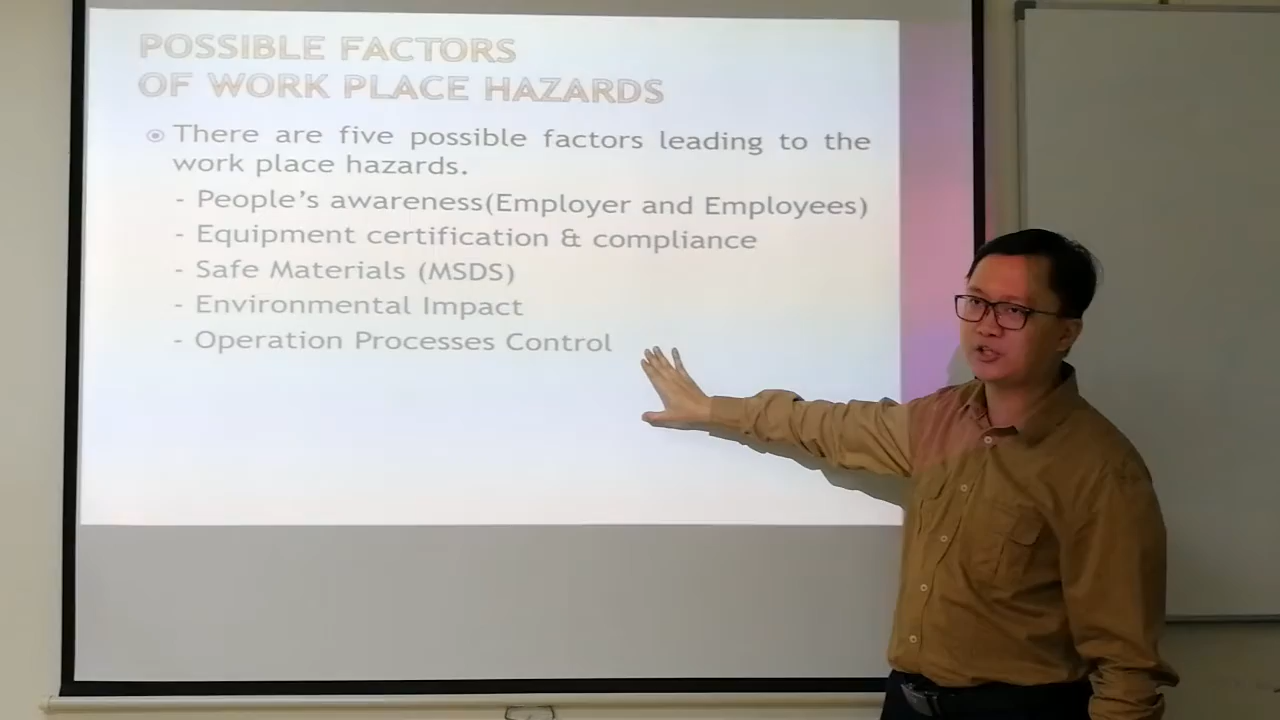 POSSIBLE FACTORS
OF WORK PLACE HAZARDS
There are five possible factors leading to the
work place hazards.
- People's awareness(Employer and Employees)
- Equipment certification & compliance
- Safe Materials (MSDS)
- Environmental Impact
- Operation Processes Control